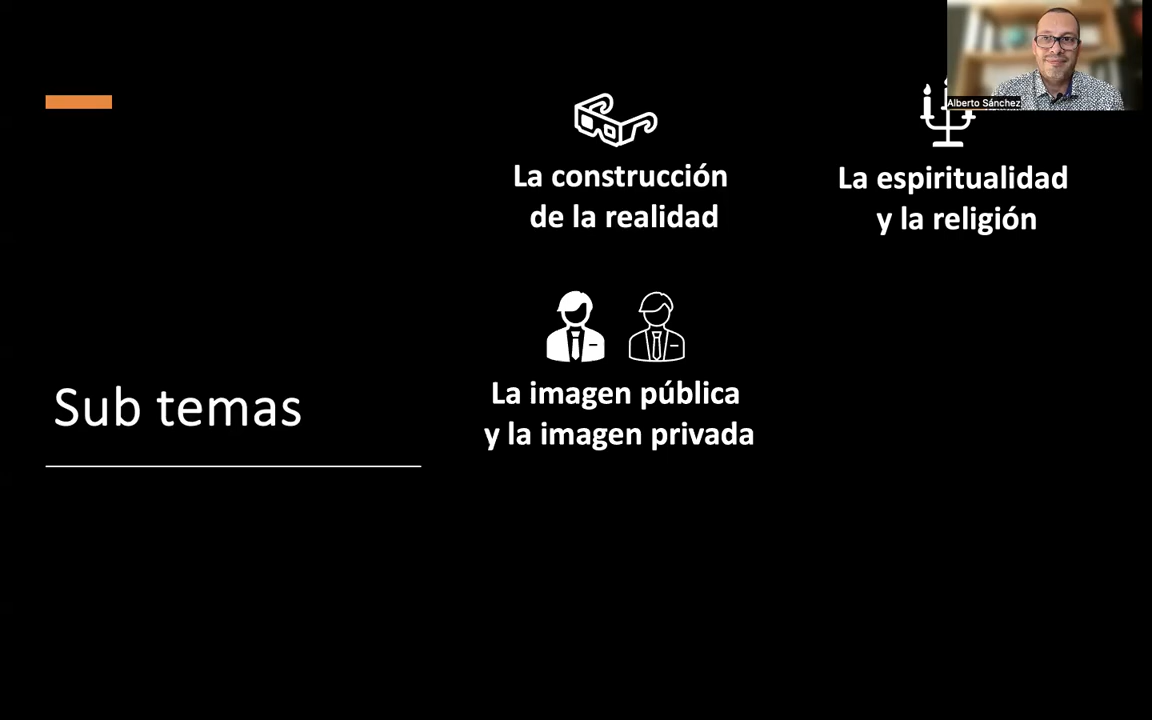 Alberto Sánchez
La construcción
de la realidad
La espiritualidad
y la religión
La imagen pública
y la imagen privada
Sub temas